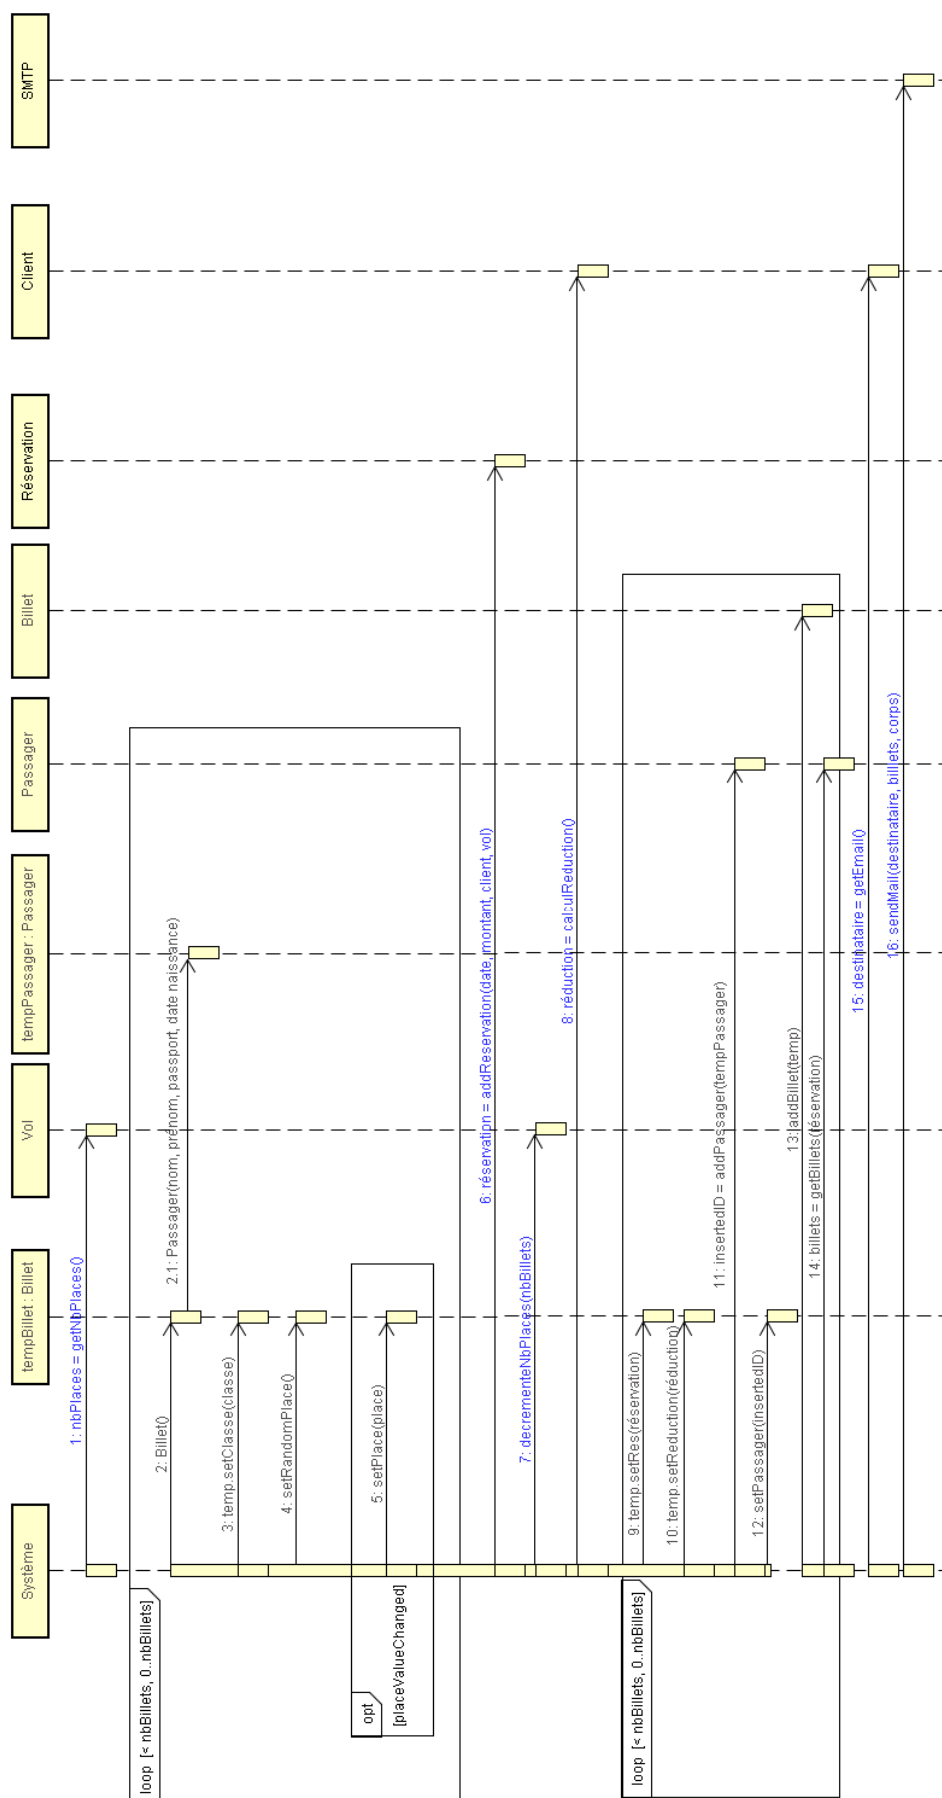 Système
tempBillet : Billet
Vol
tempPassager : Passager
Passager
Billet
Réservation
Client
SMTP
1: nbPlaces = getNbPlaces()
loop [< nbBillets, 0..nbBillets]
2: Billet()
2.1: Passager(nom, prénom, passport, date naissance)
3: temp.setClasse(classe)
4: setRandomPlace()
opt
[placeValueChanged]
5: setPlace(place)
6: réservation = addReservation(date, montant, client, vol)
7: decrementeNbPlaces(nbBillets)
8: réduction = calculReduction()
loop [< nbBillets, 0..nbBillets]
9: temp.setRes(réservation)
10: temp.setReduction(réduction)
11: insertedID = addPassager(tempPassager)
12: setPassager(insertedID)
13: addBillet(temp)
14: billets = getBillets(réservation)
15: destinataire = getEmail()
16: sendMail(destinataire, billlets, corps)